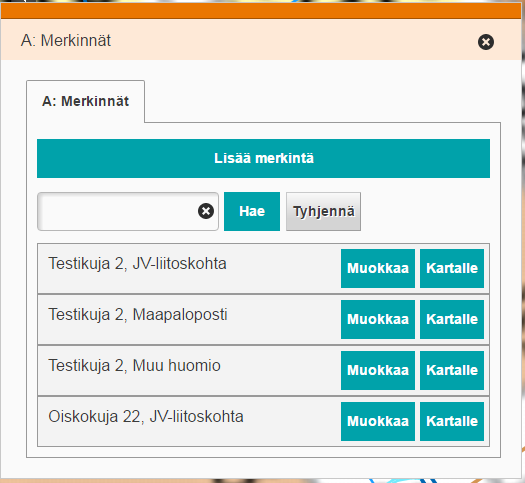 A: Merkinnät
A: Merkinnät
Lisää merkintä
Hae Tyhjennä
Testikuja 2, JV-liitoskohta Muokkaa Kartalle
Testikuja 2, Maapaloposti Muokkaa Kartalle
Testikuja 2, Muu huomio Muokkaa Kartalle
Oiskokuja 22, JV-liitoskohta Muokkaa Kartalle